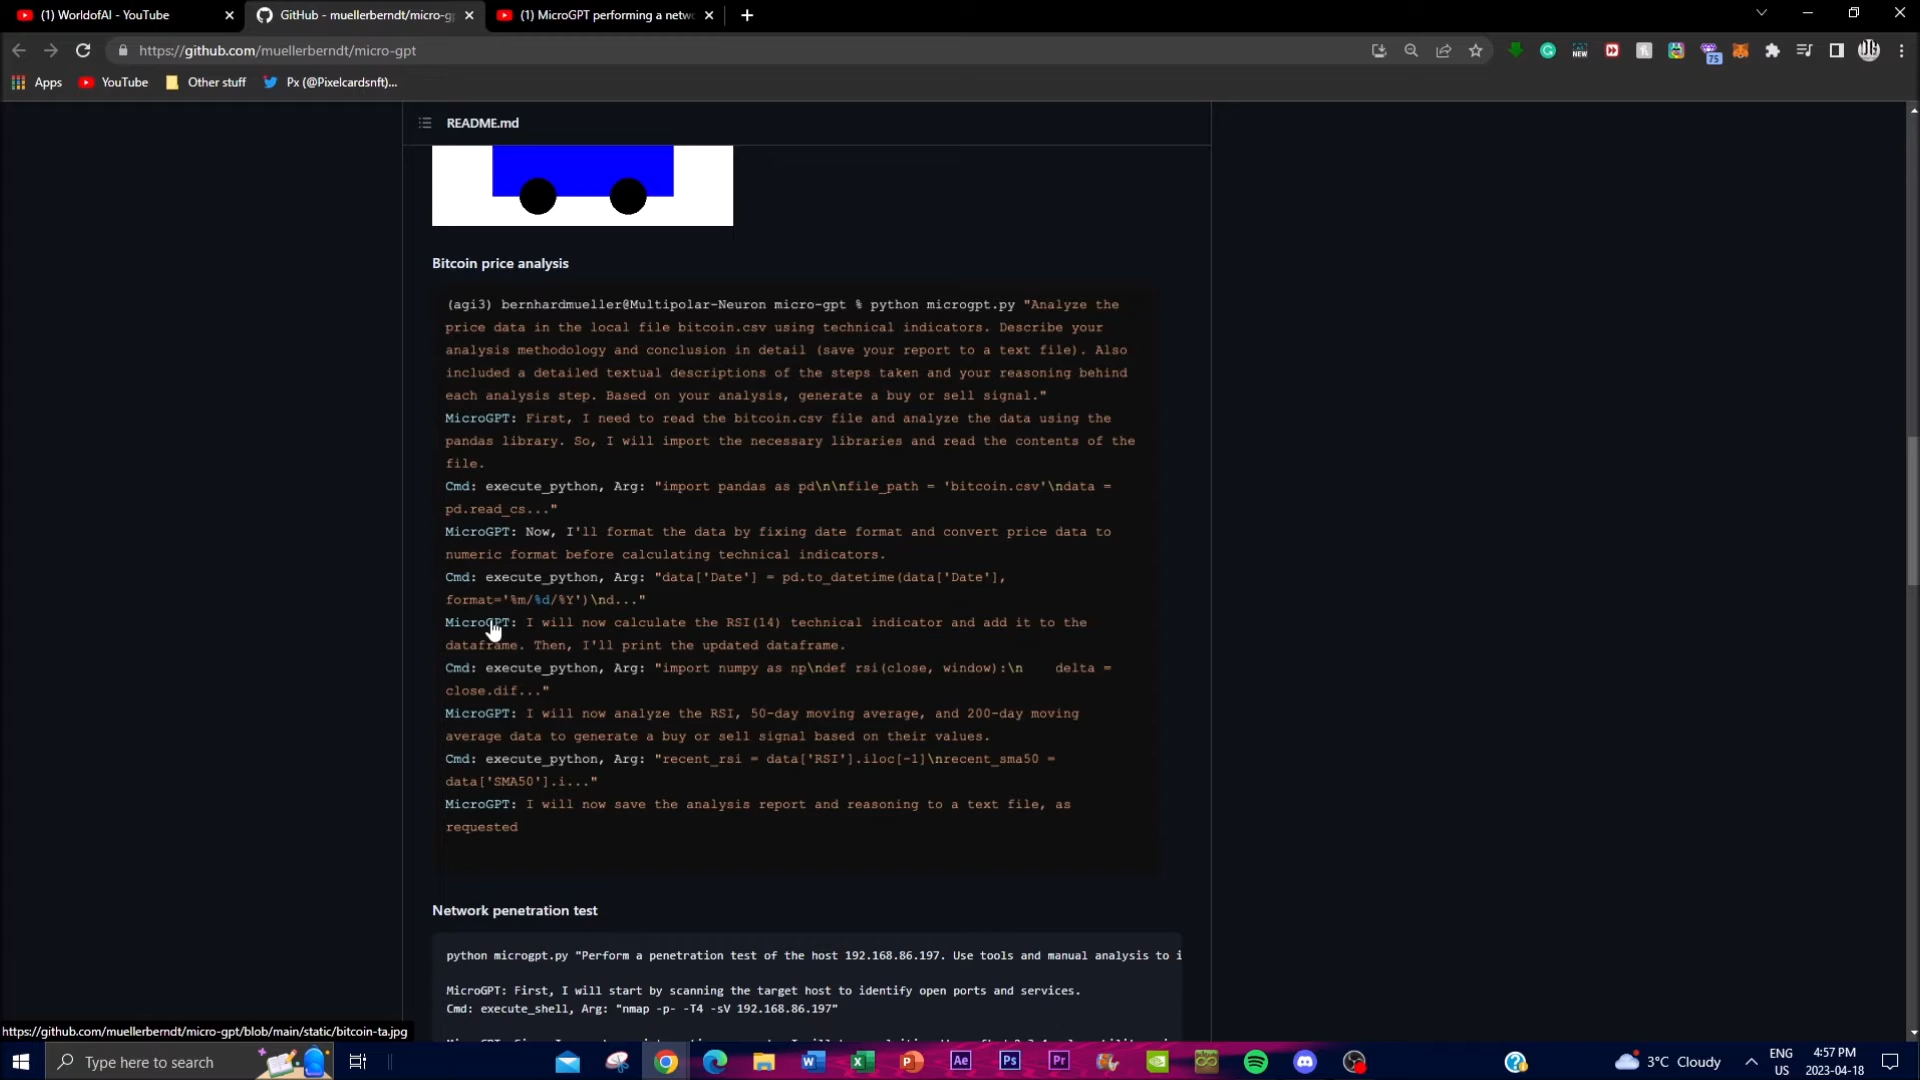 (1) WorldofAI - YouTube
GitHub - muellerberndt/micro-g
(1) MicroGPT performing a netw
https://github.com/muellerberndt/micro-gpt
NEW
75
Apps
YouTube
Other stuff
Px (@Pixelcardsnft)...
README.md
Bitcoin price analysis
(agi3) bernhardmueller@Multipolar-Neuron micro-gpt % python microgpt.py "Analyze the
price data in the local file bitcoin.csv using technical indicators. Describe your
analysis methodology and conclusion in detail (save your report to a text file). Also
included a detailed textual descriptions of the steps taken and your reasoning behind
each analysis step. Based on your analysis, generate a buy or sell signal."
MicroGPT: First, I need to read the bitcoin.csv file and analyze the data using the
pandas library. So, I will import the necessary libraries and read the contents of the
file.
Cmd: execute_python, Arg: "import pandas as pd\n\nfile_path = 'bitcoin.csv'\ndata =
pd.read_cs..."
MicroGPT: Now, I'll format the data by fixing date format and convert price data to
numeric format before calculating technical indicators.
Cmd: execute_python, Arg: "data['Date'] = pd.to_datetime(data['Date'],
format='%m/%d/%Y')\nd..."
MicroGPT: I will now calculate the RSI(14) technical indicator and add it to the
dataframe. Then, I'll print the updated dataframe.
Cmd: execute_python, Arg: "import numpy as np\ndef rsi(close, window):\n    delta =
close.dif..."
MicroGPT: I will now analyze the RSI, 50-day moving average, and 200-day moving
average data to generate a buy or sell signal based on their values.
Cmd: execute_python, Arg: "recent_rsi = data['RSI'].iloc[-1]\nrecent_sma50 =
data['SMA50'].i..."
MicroGPT: I will now save the analysis report and reasoning to a text file, as
requested
Network penetration test
python microgpt.py "Perform a penetration test of the host 192.168.86.197. Use tools and manual analysis to i
MicroGPT: First, I will start by scanning the target host to identify open ports and services.
Cmd: execute_shell, Arg: "nmap -p- -T4 -sV 192.168.86.197"
https://github.com/muellerberndt/micro-gpt/blob/main/static/bitcoin-ta.jpg
Type here to search
Ae
Ps
Pr
3°C Cloudy
ENG
US
4:57 PM
2023-04-18